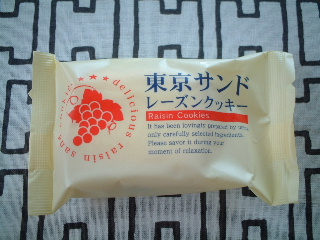 東京サンド
レーズンクッキー
Raisin Cookies
It has been lovingly prepared by using
only carefully selected ingredients.
Please savor it during your
moment of relaxation.
delicious raisin sand